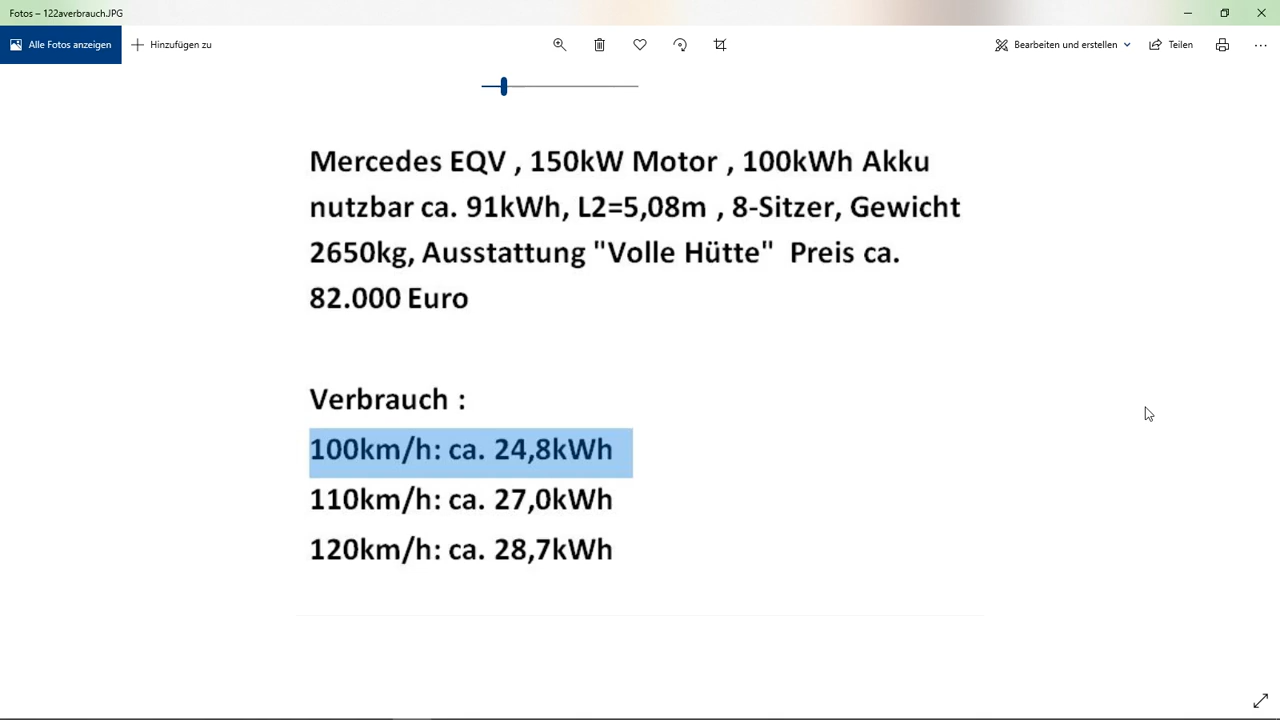 Fotos – 122averbrauch.JPG
Alle Fotos anzeigen
Hinzufügen zu
Bearbeiten und erstellen
Teilen
Mercedes EQV , 150kW Motor , 100kWh Akku
nutzbar ca. 91kWh, L2=5,08m , 8-Sitzer, Gewicht
2650kg, Ausstattung "Volle Hütte"  Preis ca.
82.000 Euro
Verbrauch :
100km/h: ca. 24,8kWh
110km/h: ca. 27,0kWh
120km/h: ca. 28,7kWh